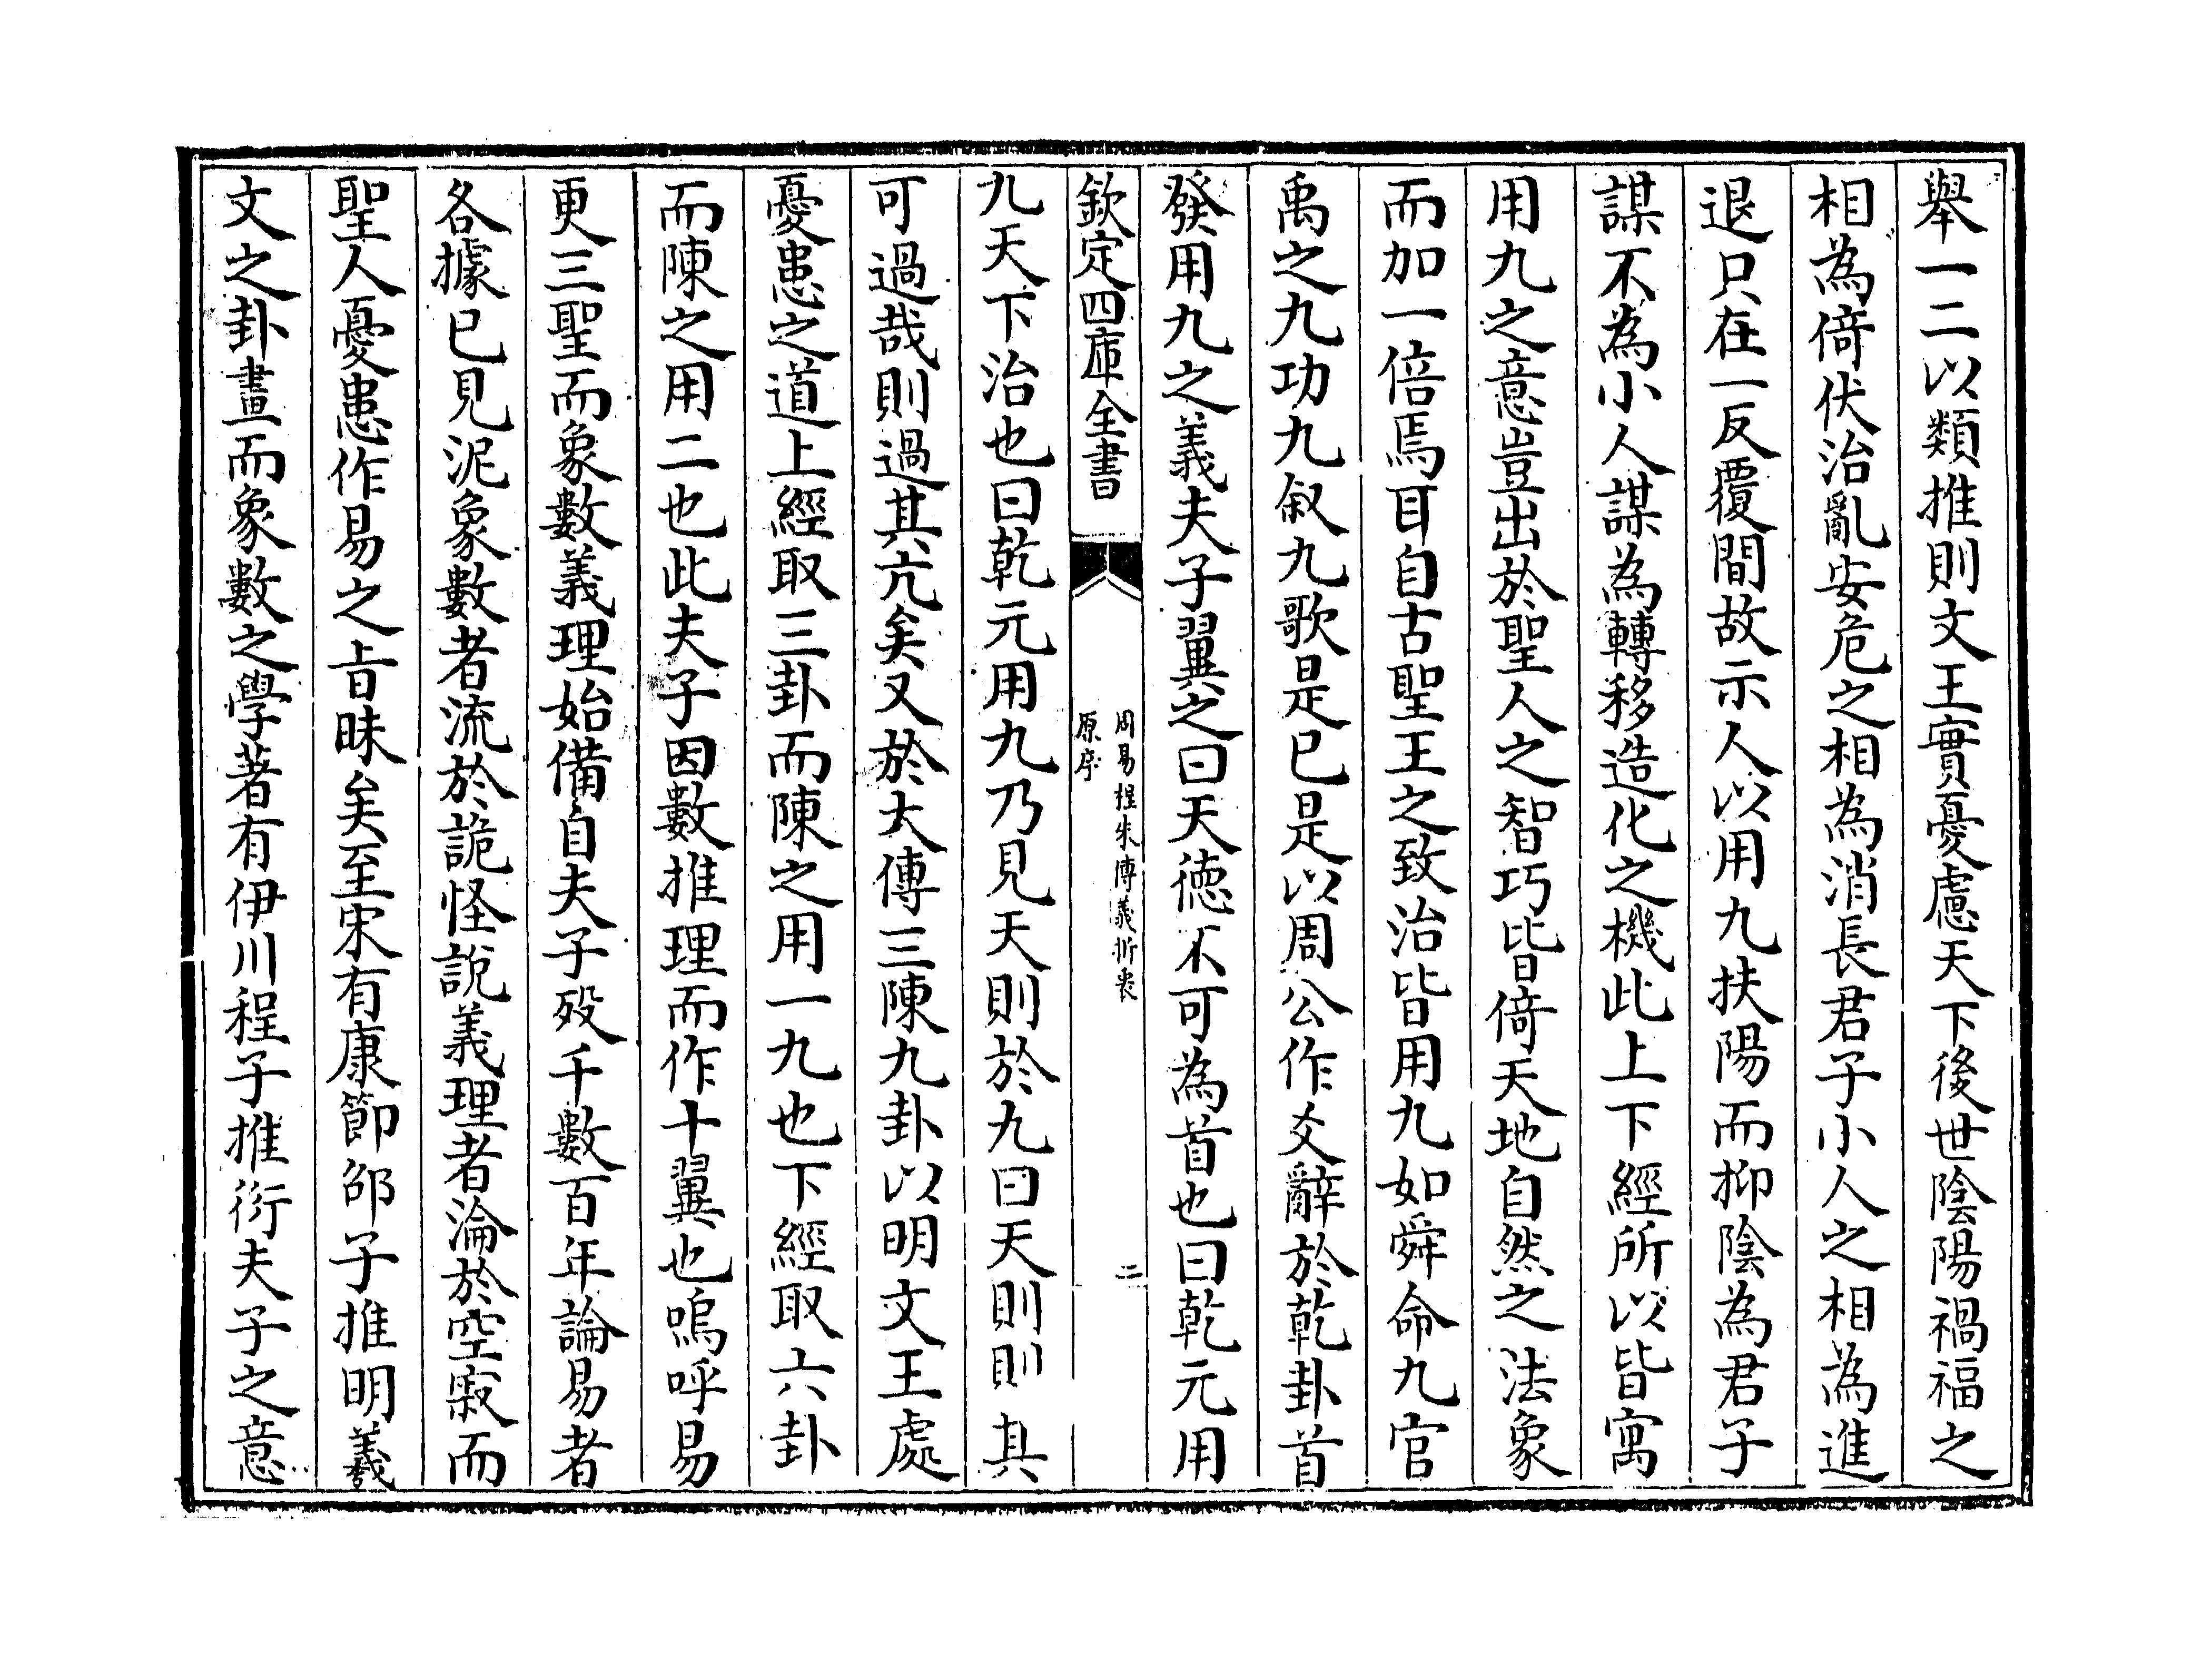 舉一二以類推則文王實憂慮天下後世陰陽禍福之
相為倚伏治亂安危之相為消長君子小人之相為進
退只在一反覆間故示人以用九扶陽而抑陰為君子
謀不為小人謀為轉移造化之機此上下經所以皆寓
用九之意豈出於聖人之智巧皆倚天地自然之法象
而加一倍焉耳自古聖王之致治皆用九如舜命九官
禹之九功九叙九歌是已是以周公作爻辭於乾卦首
發用九之義夫子翼之曰天德不可為首也曰乾元用
欽定四庫全書
周易程朱傳義折衷
原序
二
九天下治也曰乾元用九乃見天則於九曰天則則其
可過哉則過其亢矣又於大傳三陳九卦以明文王處
憂患之道上經取三卦而陳之用一九也下經取六卦
而陳之用二也此夫子因數推理而作十翼也嗚呼易
更三聖而象數義理始備自夫子歿千數百年論易者
各據已見泥象數者流於詭怪說義理者淪於空寂而
聖人憂患作易之旨昧矣至宋有康節邵子推明羲
文之卦畫而象數之學著有伊川程子推衍夫子之意